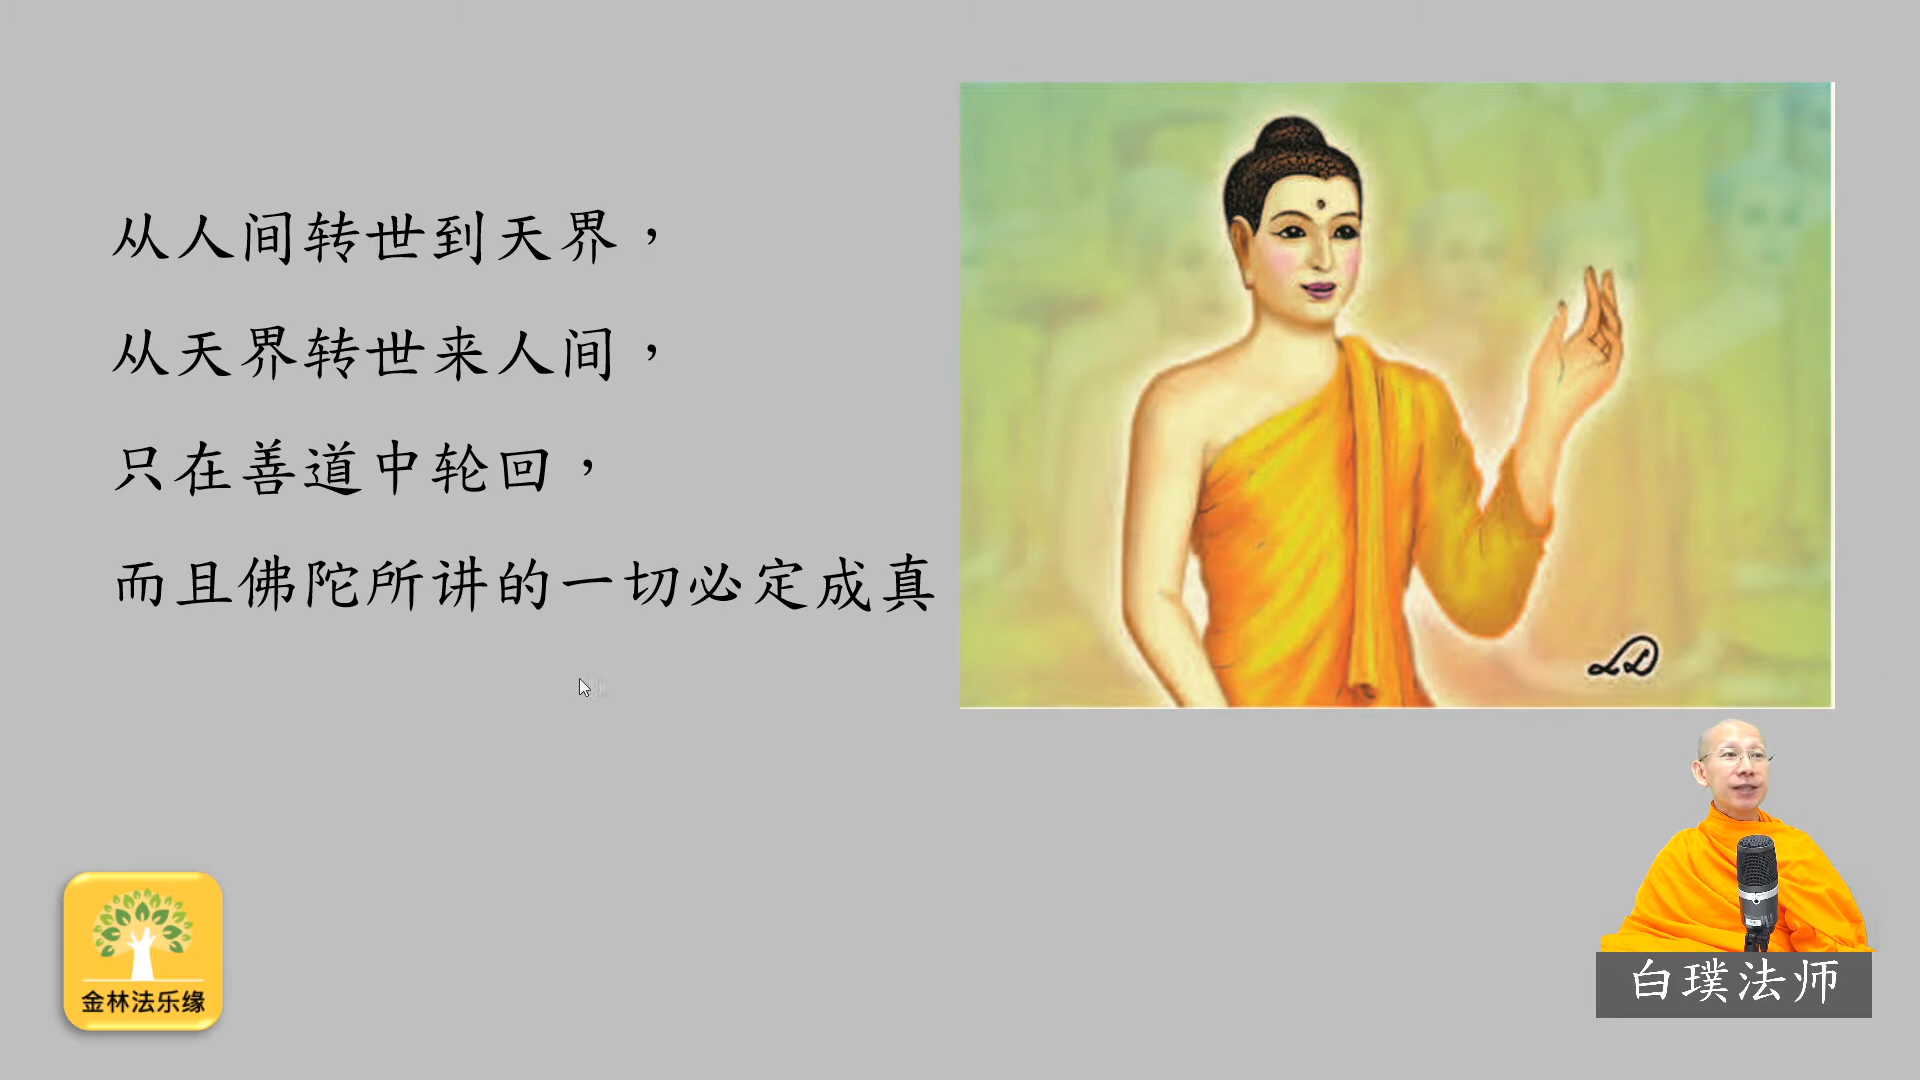 从人间转世到天界，
从天界转世来人间，
只在善道中轮回，
而且佛陀所讲的一切必定成真
金林法乐缘
白璞法师